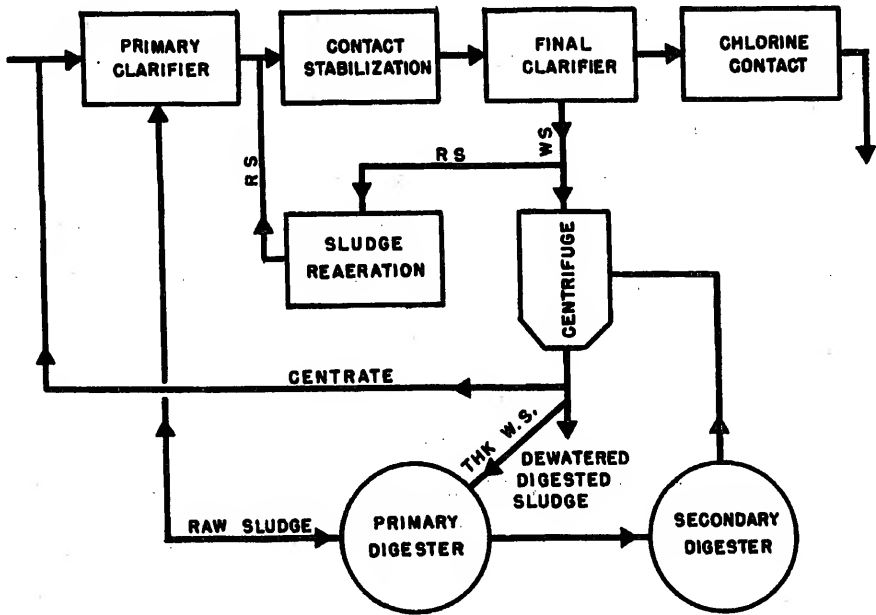 PRIMARY
CLARIFIER
CONTACT
STABILIZATION
FINAL
CLARIFIER
CHLORINE
CONTACT
RS
RS
WS
SLUDGE
REAERATION
CENTRIFUGE
CENTRATE
THK W.S.
DEWATERED
DIGESTED
SLUDGE
RAW SLUDGE
PRIMARY
DIGESTER
SECONDARY
DIGESTER